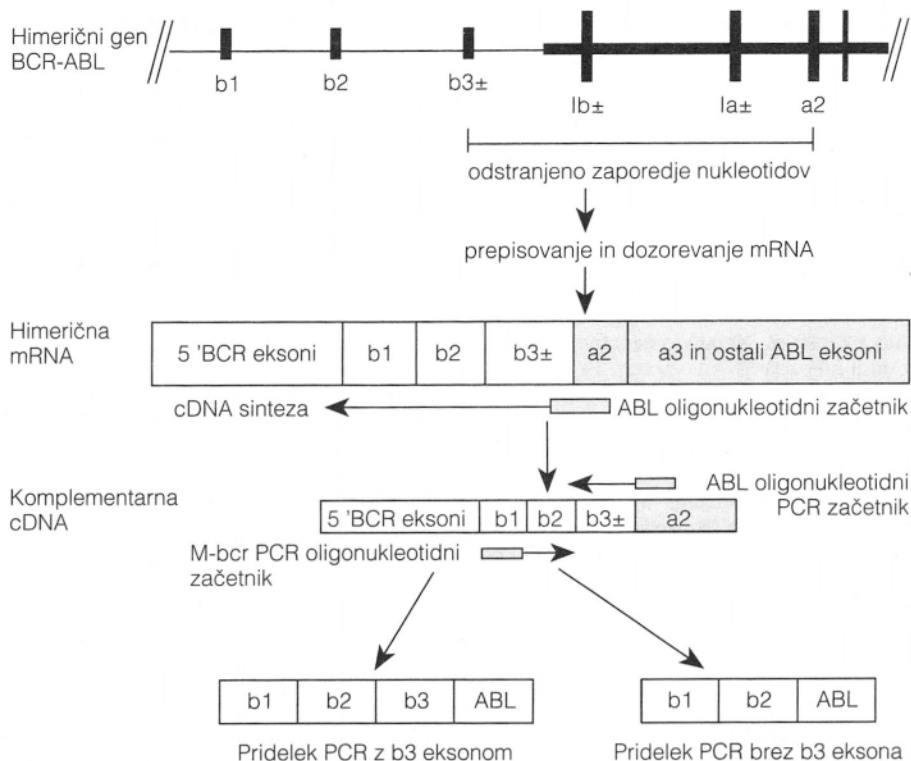 Himerični gen
BCR-ABL
b1
b2
b3±
Ib±
Ia±
a2
odstranjeno zaporedje nukleotidov
prepisovanje in dozorevanje mRNA
Himerična
mRNA
5 'BCR eksoni
b1
b2
b3±
a2
a3 in ostali ABL eksoni
cDNA sinteza
ABL oligonukleotidni začetnik
Komplementarna
cDNA
ABL oligonukleotidni
PCR začetnik
5 'BCR eksoni
b1
b2
b3±
a2
M-bcr PCR oligonukleotidni
začetnik
b1
b2
b3
ABL
b1
b2
ABL
Pridelek PCR z b3 eksonom
Pridelek PCR brez b3 eksona